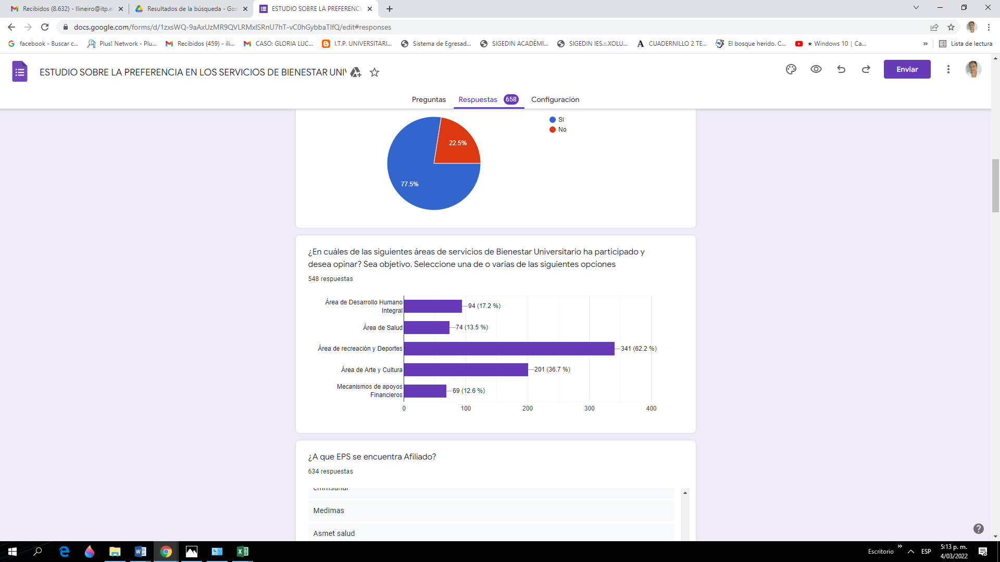 Recibidos (8.632) - llineiro@itp.e
Resultados de la búsqueda - Goo
ESTUDIO SOBRE LA PREFERENCI
docs.google.com/forms/d/1zxsWQ-9aAxUzMR9QVLRMxlSRnU7hT-vC0hGybbaTlfQ/edit#responses
facebook - Buscar c...
Plus! Network - Plu...
Recibidos (459) - ili...
CASO: GLORIA LUC...
I.T.P. UNIVERSITARI...
Sistema de Egresad...
SIGEDIN ACADÉMI...
SIGEDIN IES.::.XOLU...
CUADERNILLO 2 TE...
El bosque herido. C...
★ Windows 10 | Ca...
»
Lista de lectura
ESTUDIO SOBRE LA PREFERENCIA EN LOS SERVICIOS DE BIENESTAR UNI
Enviar
Preguntas
Respuestas 658
Configuración
Si
No
22.5%
77.5%
¿En cuáles de las siguientes áreas de servicios de Bienestar Universitario ha participado y
desea opinar? Sea objetivo. Seleccione una de o varias de las siguientes opciones
548 respuestas
Área de Desarrollo Humano
Integral
94 (17.2 %)
Área de Salud
74 (13.5 %)
Área de recreación y Deportes
341 (62.2 %)
Área de Arte y Cultura
201 (36.7 %)
Mecanismos de apoyos
Financieros
69 (12.6 %)
0 100 200 300 400
¿A que EPS se encuentra Afiliado?
634 respuestas
Medimas
Asmet salud
Escritorio
»
ESP
5:13 p. m.
4/03/2022